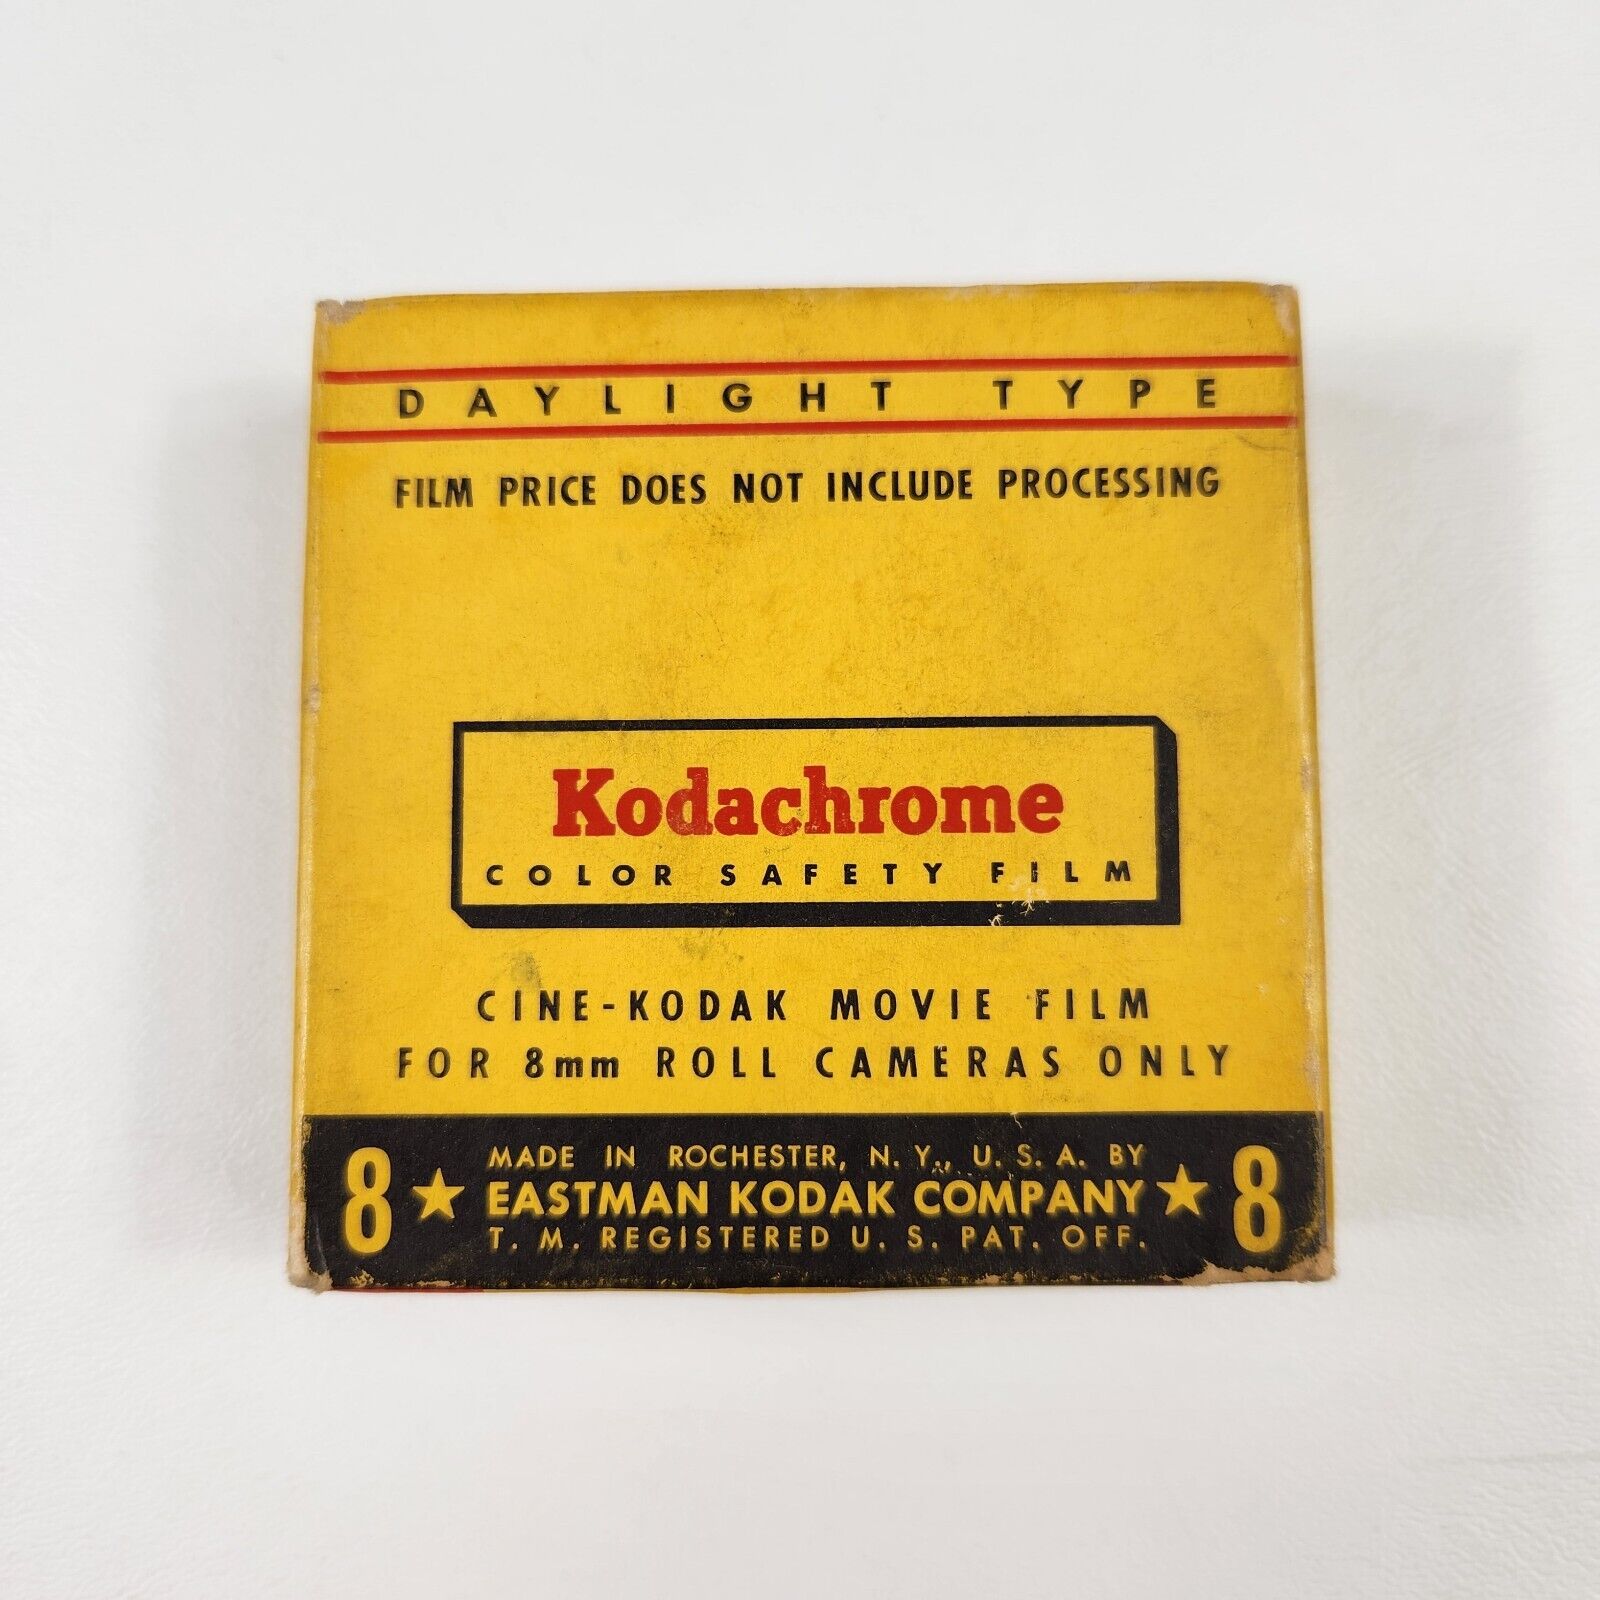 DAYLIGHT TYPE
FILM PRICE DOES NOT INCLUDE PROCESSING
Kodachrome
COLOR SAFETY FILM
CINE-KODAK MOVIE FILM
FOR 8mm ROLL CAMERAS ONLY
8 ★ MADE IN ROCHESTER, N. Y., U. S. A. BY
EASTMAN KODAK COMPANY ★ 8
T. M. REGISTERED U. S. PAT. OFF.